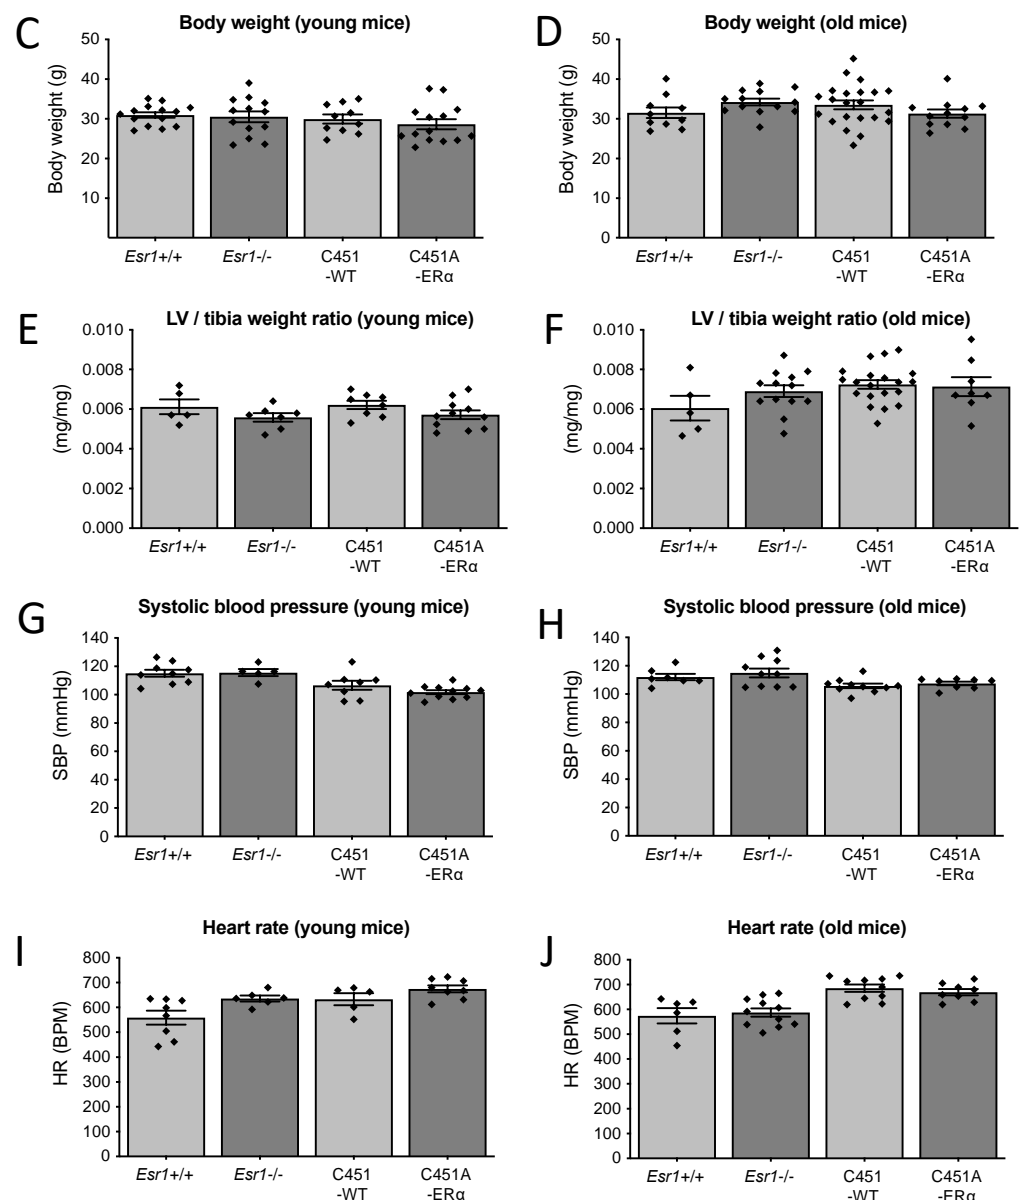 C
Body weight (young mice)
Body weight (g)
50
40
30
20
10
Esr1+/+
Esr1-/-
C451
-WT
C451A
-ERα
D
Body weight (old mice)
Body weight (g)
50
40
30
20
10
0
Esr1+/+
Esr1-/-
C451
-WT
C451A
-ERα
E
LV / tibia weight ratio (young mice)
(mg/mg)
0.010
0.008
0.006
0.004
0.002
0.000
Esr1+/+
Esr1-/-
C451
-WT
C451A
-ERα
F
LV / tibia weight ratio (old mice)
(mg/mg)
0.010
0.008
0.006
0.004
0.002
0.000
Esr1+/+
Esr1-/-
C451
-WT
C451A
-ERα
G
Systolic blood pressure (young mice)
SBP (mmHg)
140
120
100
80
60
40
20
0
Esr1+/+
Esr1-/-
C451
-WT
C451A
-ERα
H
Systolic blood pressure (old mice)
SBP (mmHg)
140
120
100
80
60
40
20
0
Esr1+/+
Esr1-/-
C451
-WT
C451A
-ERα
I
Heart rate (young mice)
HR (BPM)
800
700
600
500
400
300
200
100
0
Esr1+/+
Esr1-/-
C451
-WT
C451A
-ERα
J
Heart rate (old mice)
HR (BPM)
800
700
600
500
400
300
200
100
0
Esr1+/+
Esr1-/-
C451
-WT
C451A
-ERα